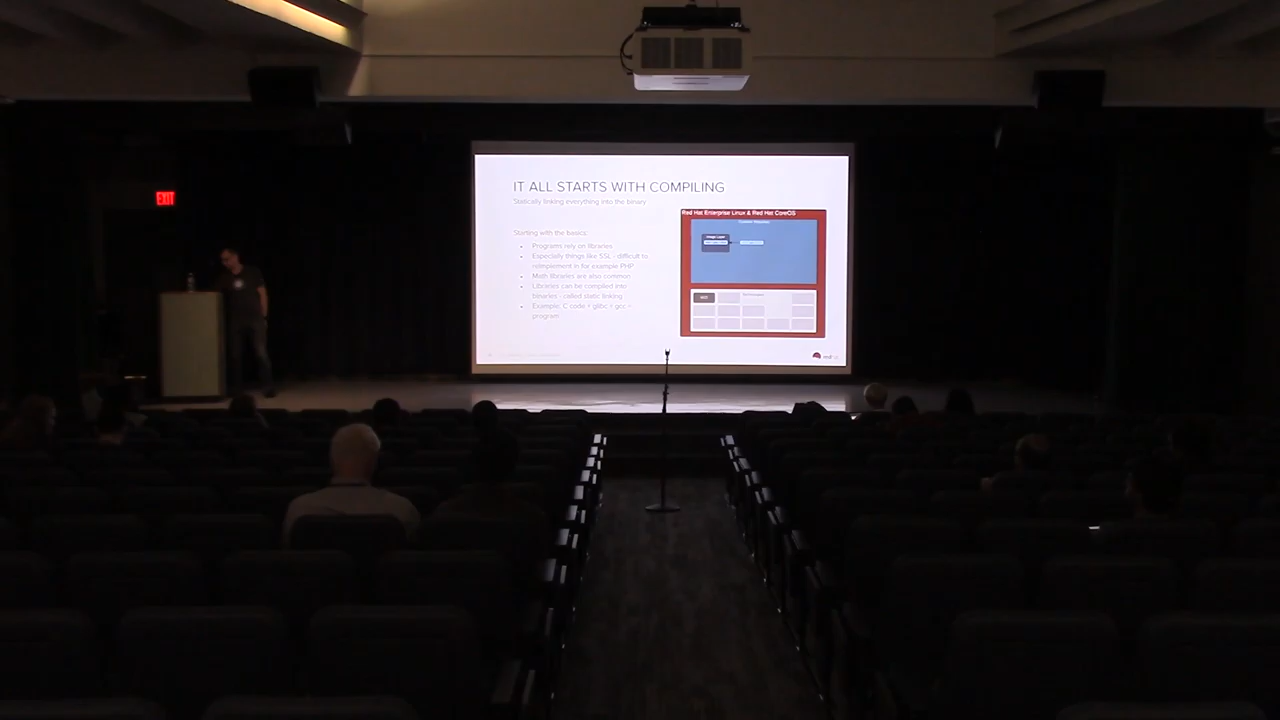 EXIT
IT ALL STARTS WITH COMPILING
Statically linking everything into the binary
Starting with the basics:
• Programs rely on libraries
• Especially things like SSL - difficult to
reimplement in for example PHP
• Math libraries are also common
• Libraries can be compiled into
binaries - called static linking
• Example: C code + glibc + gcc =
program
Red Hat Enterprise Linux & Red Hat CoreOS
Image Layer